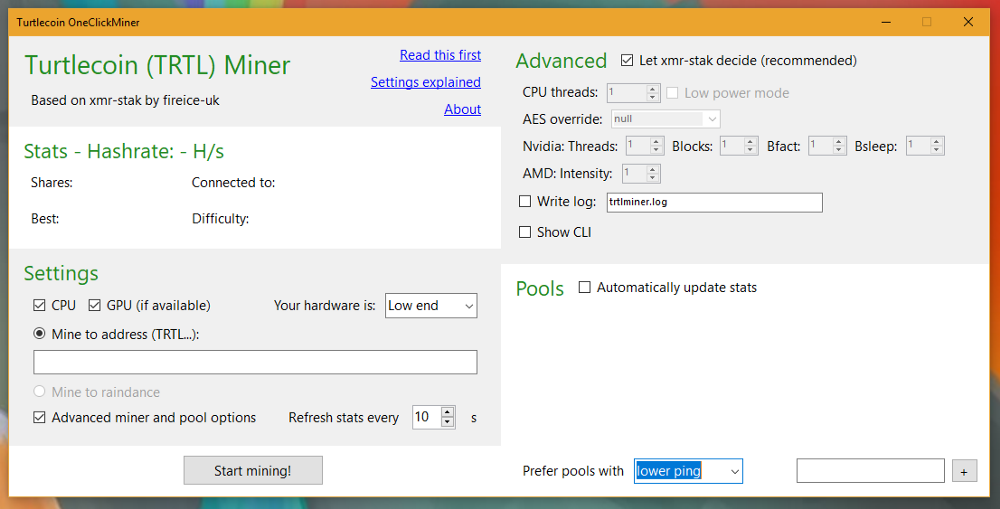 Turtlecoin OneClickMiner
Turtlecoin (TRTL) Miner
Based on xmr-stak by fireice-uk
Read this first
Settings explained
About
Stats - Hashrate: - H/s
Shares:
Connected to:
Best:
Difficulty:
Settings
CPU
GPU (if available)
Your hardware is:
Low end
Mine to address (TRTL...):
Mine to raindance
Advanced miner and pool options
Refresh stats every
10
s
Start mining!
Advanced
Let xmr-stak decide (recommended)
CPU threads:
1
Low power mode
AES override:
null
Nvidia: Threads:
1
Blocks:
1
Bfact:
1
Bsleep:
1
AMD: Intensity:
1
Write log:
trtlminer.log
Show CLI
Pools
Automatically update stats
Prefer pools with
lower ping
+